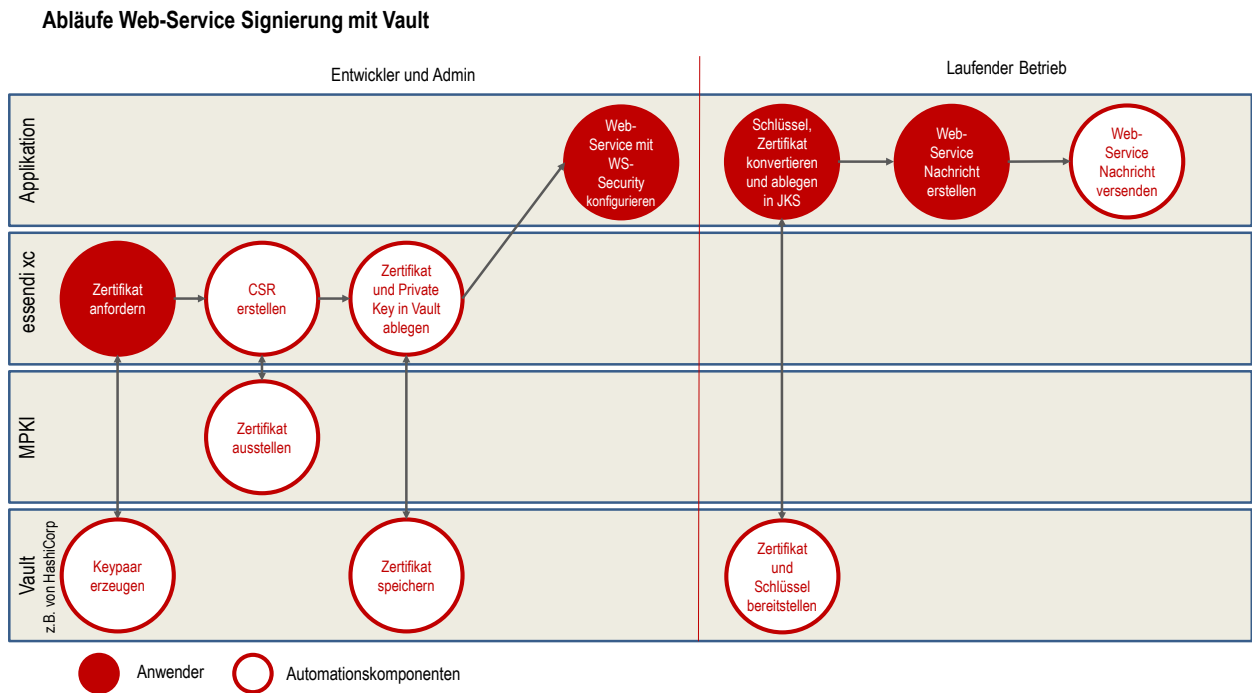 Abläufe Web-Service Signierung mit Vault
Entwickler und Admin
Laufender Betrieb
Applikation
Web-
Service mit
WS-
Security
konfigurieren
Schlüssel,
Zertifikat
konvertieren
und ablegen
in JKS
Web-
Service
Nachricht
erstellen
Web-
Service
Nachricht
versenden
essendi xc
Zertifikat
anfordern
CSR
erstellen
Zertifikat
und Private
Key in Vault
ablegen
MPKI
Zertifikat
ausstellen
Vault
z.B. von HashiCorp
Keypaar
erzeugen
Zertifikat
speichern
Zertifikat
und
Schlüssel
bereitstellen
Anwender
Automationskomponenten